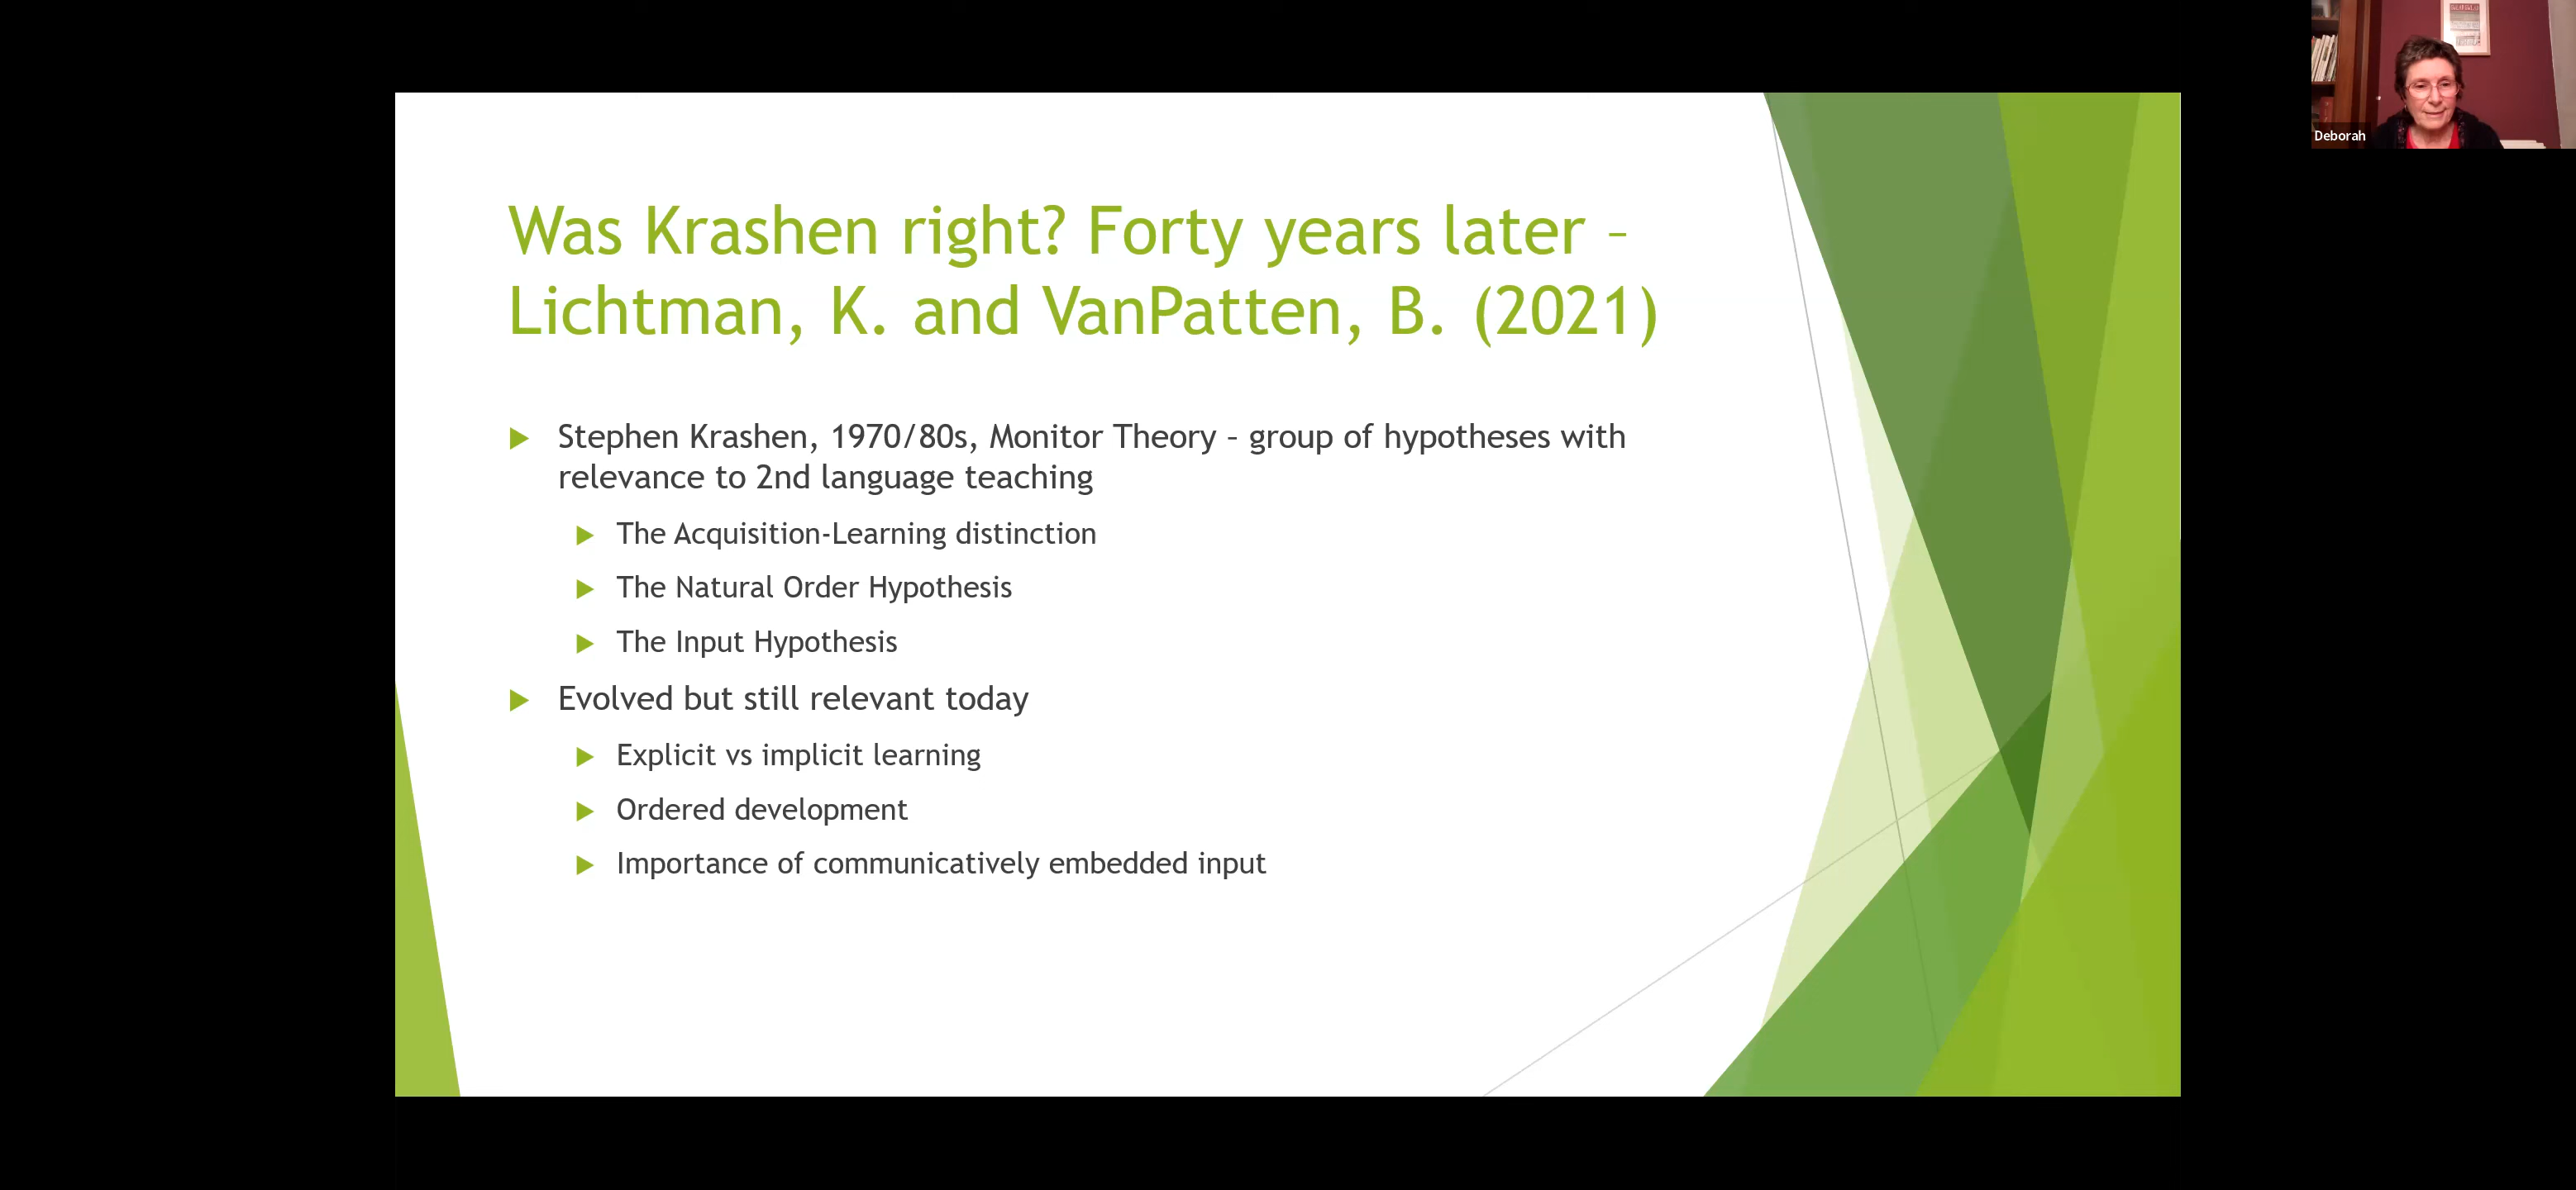 Was Krashen right? Forty years later –
Lichtman, K. and VanPatten, B. (2021)
Stephen Krashen, 1970/80s, Monitor Theory – group of hypotheses with
relevance to 2nd language teaching
The Acquisition-Learning distinction
The Natural Order Hypothesis
The Input Hypothesis
Evolved but still relevant today
Explicit vs implicit learning
Ordered development
Importance of communicatively embedded input
Deborah